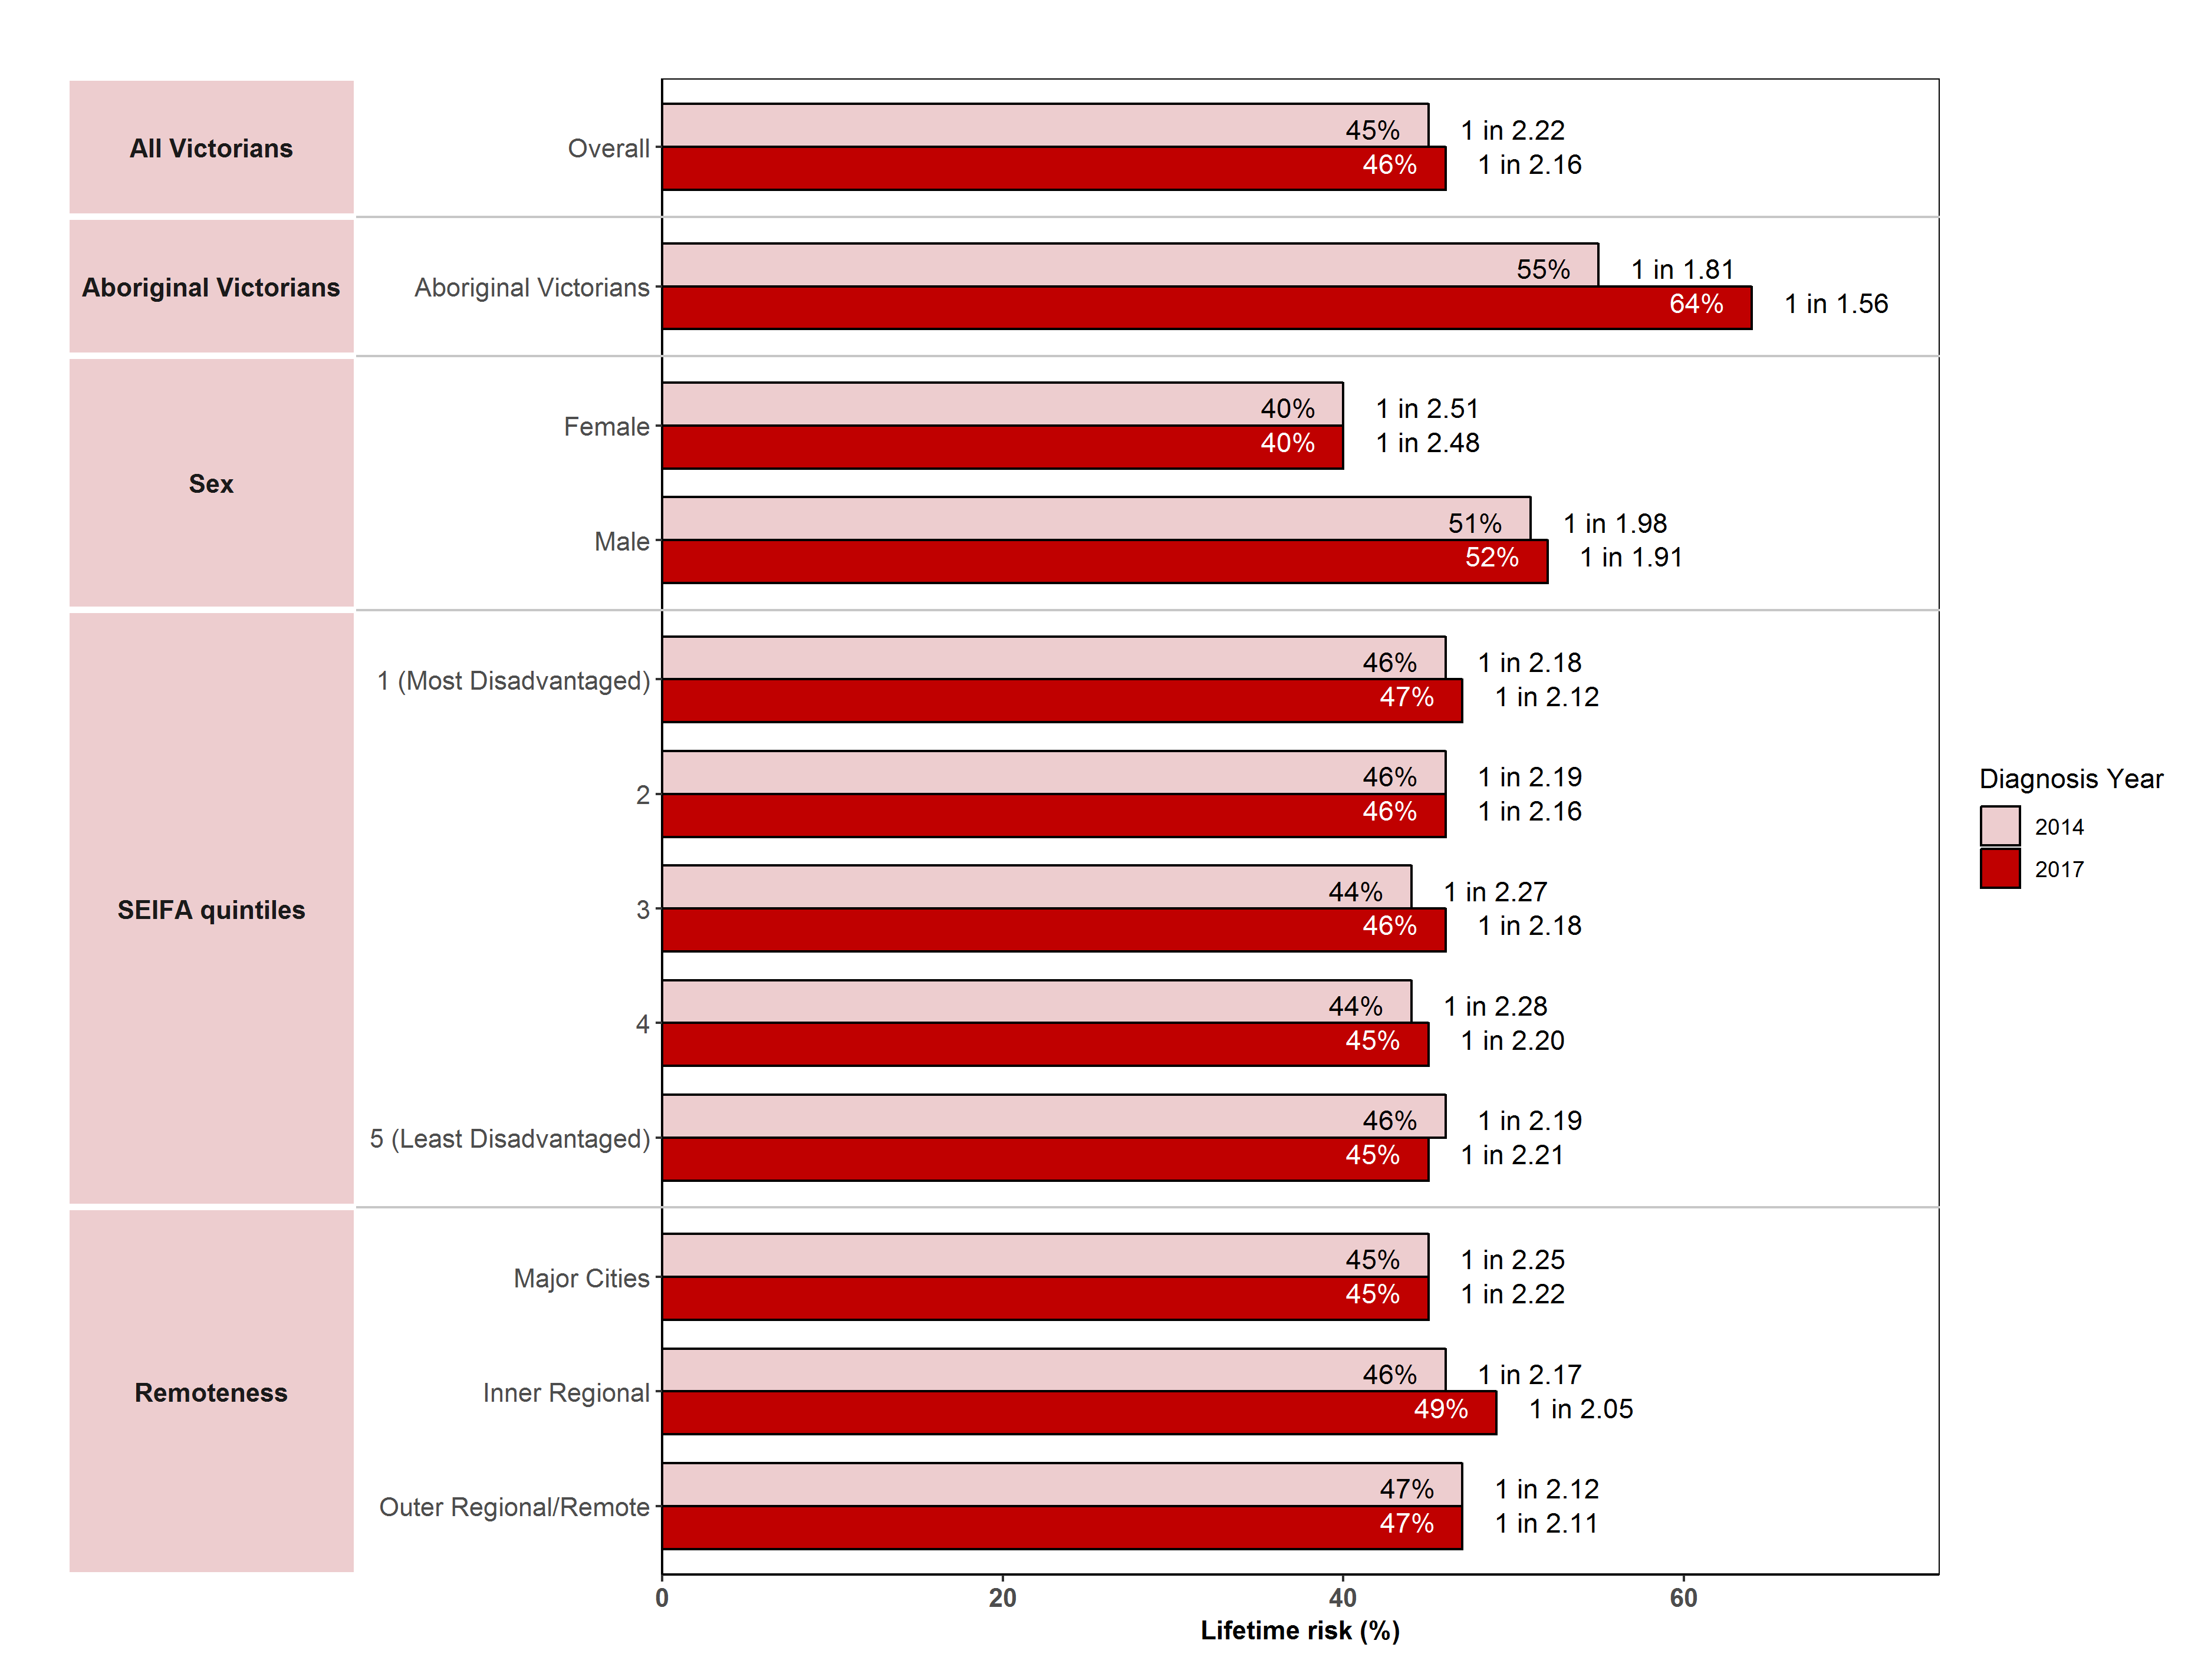 All Victorians
Overall
45% 1 in 2.22
46% 1 in 2.16
Aboriginal Victorians
Aboriginal Victorians
55% 1 in 1.81
64% 1 in 1.56
Sex
Female
40% 1 in 2.51
40% 1 in 2.48
Male
51% 1 in 1.98
52% 1 in 1.91
SEIFA quintiles
1 (Most Disadvantaged)
46% 1 in 2.18
47% 1 in 2.12
2
46% 1 in 2.19
46% 1 in 2.16
3
44% 1 in 2.27
46% 1 in 2.18
4
44% 1 in 2.28
45% 1 in 2.20
5 (Least Disadvantaged)
46% 1 in 2.19
45% 1 in 2.21
Remoteness
Major Cities
45% 1 in 2.25
45% 1 in 2.22
Inner Regional
46% 1 in 2.17
49% 1 in 2.05
Outer Regional/Remote
47% 1 in 2.12
47% 1 in 2.11
0 20 40 60
Lifetime risk (%)
Diagnosis Year
2014
2017